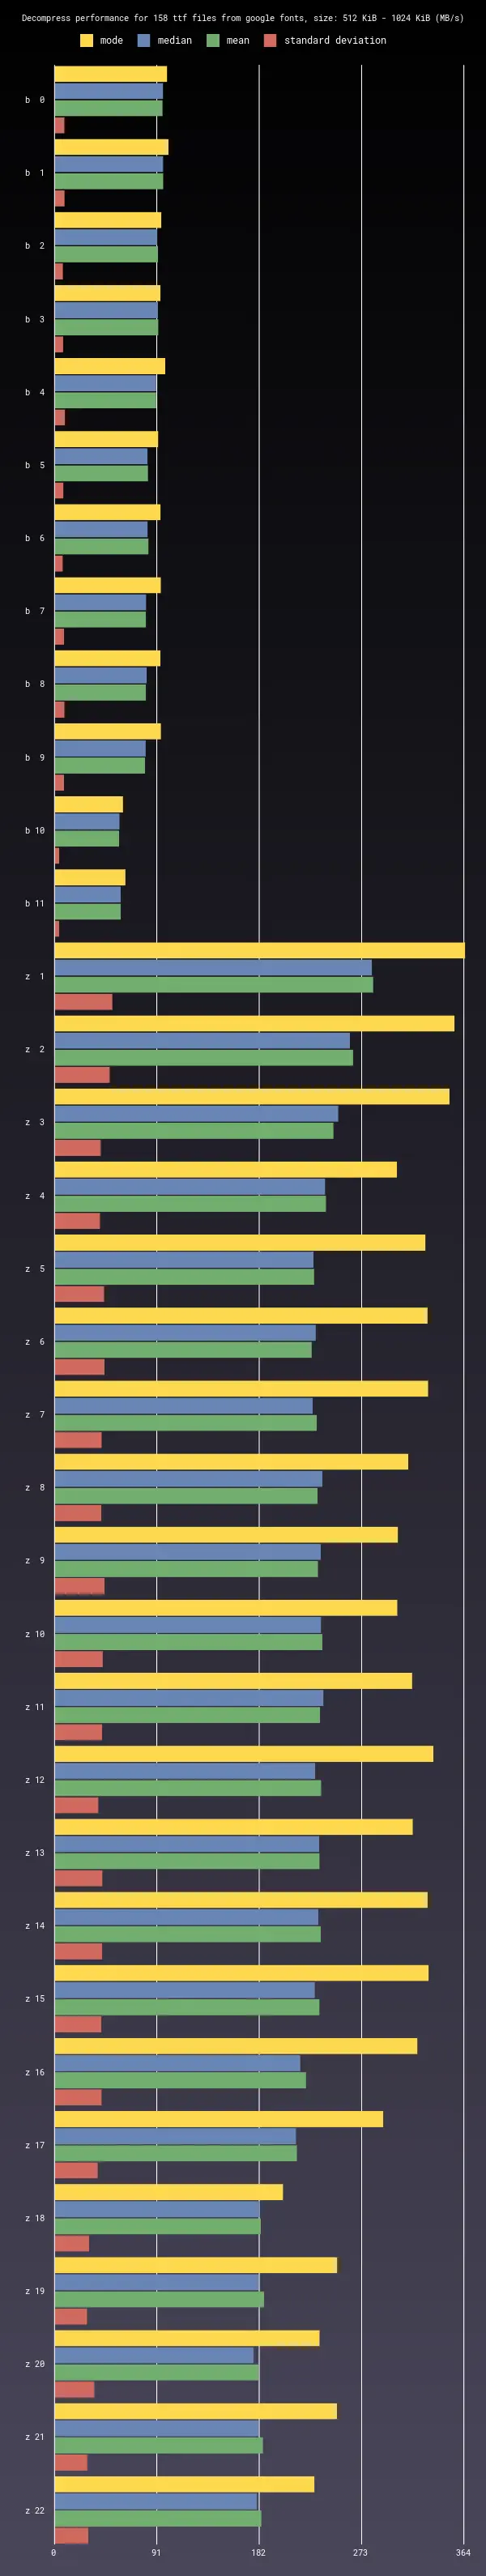 Decompress performance for 158 ttf files from google fonts, size: 512 KiB - 1024 KiB (MB/s)
mode median mean standard deviation
b 0
b 1
b 2
b 3
b 4
b 5
b 6
b 7
b 8
b 9
b 10
b 11
z 1
z 2
z 3
z 4
z 5
z 6
z 7
z 8
z 9
z 10
z 11
z 12
z 13
z 14
z 15
z 16
z 17
z 18
z 19
z 20
z 21
z 22
0 91 182 273 364